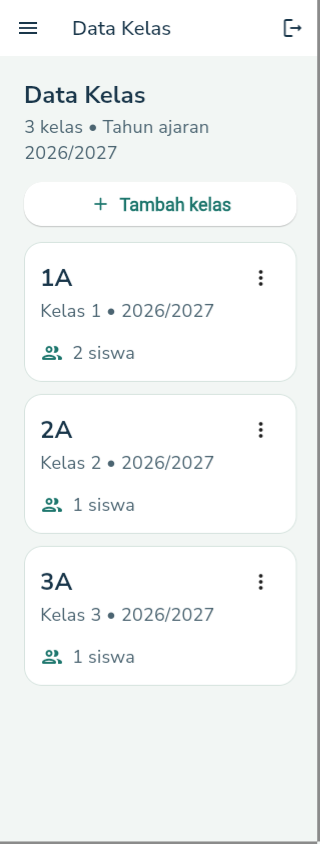 Data Kelas
Data Kelas
3 kelas • Tahun ajaran
2026/2027
+ Tambah kelas
1A
Kelas 1 • 2026/2027
2 siswa
2A
Kelas 2 • 2026/2027
1 siswa
3A
Kelas 3 • 2026/2027
1 siswa